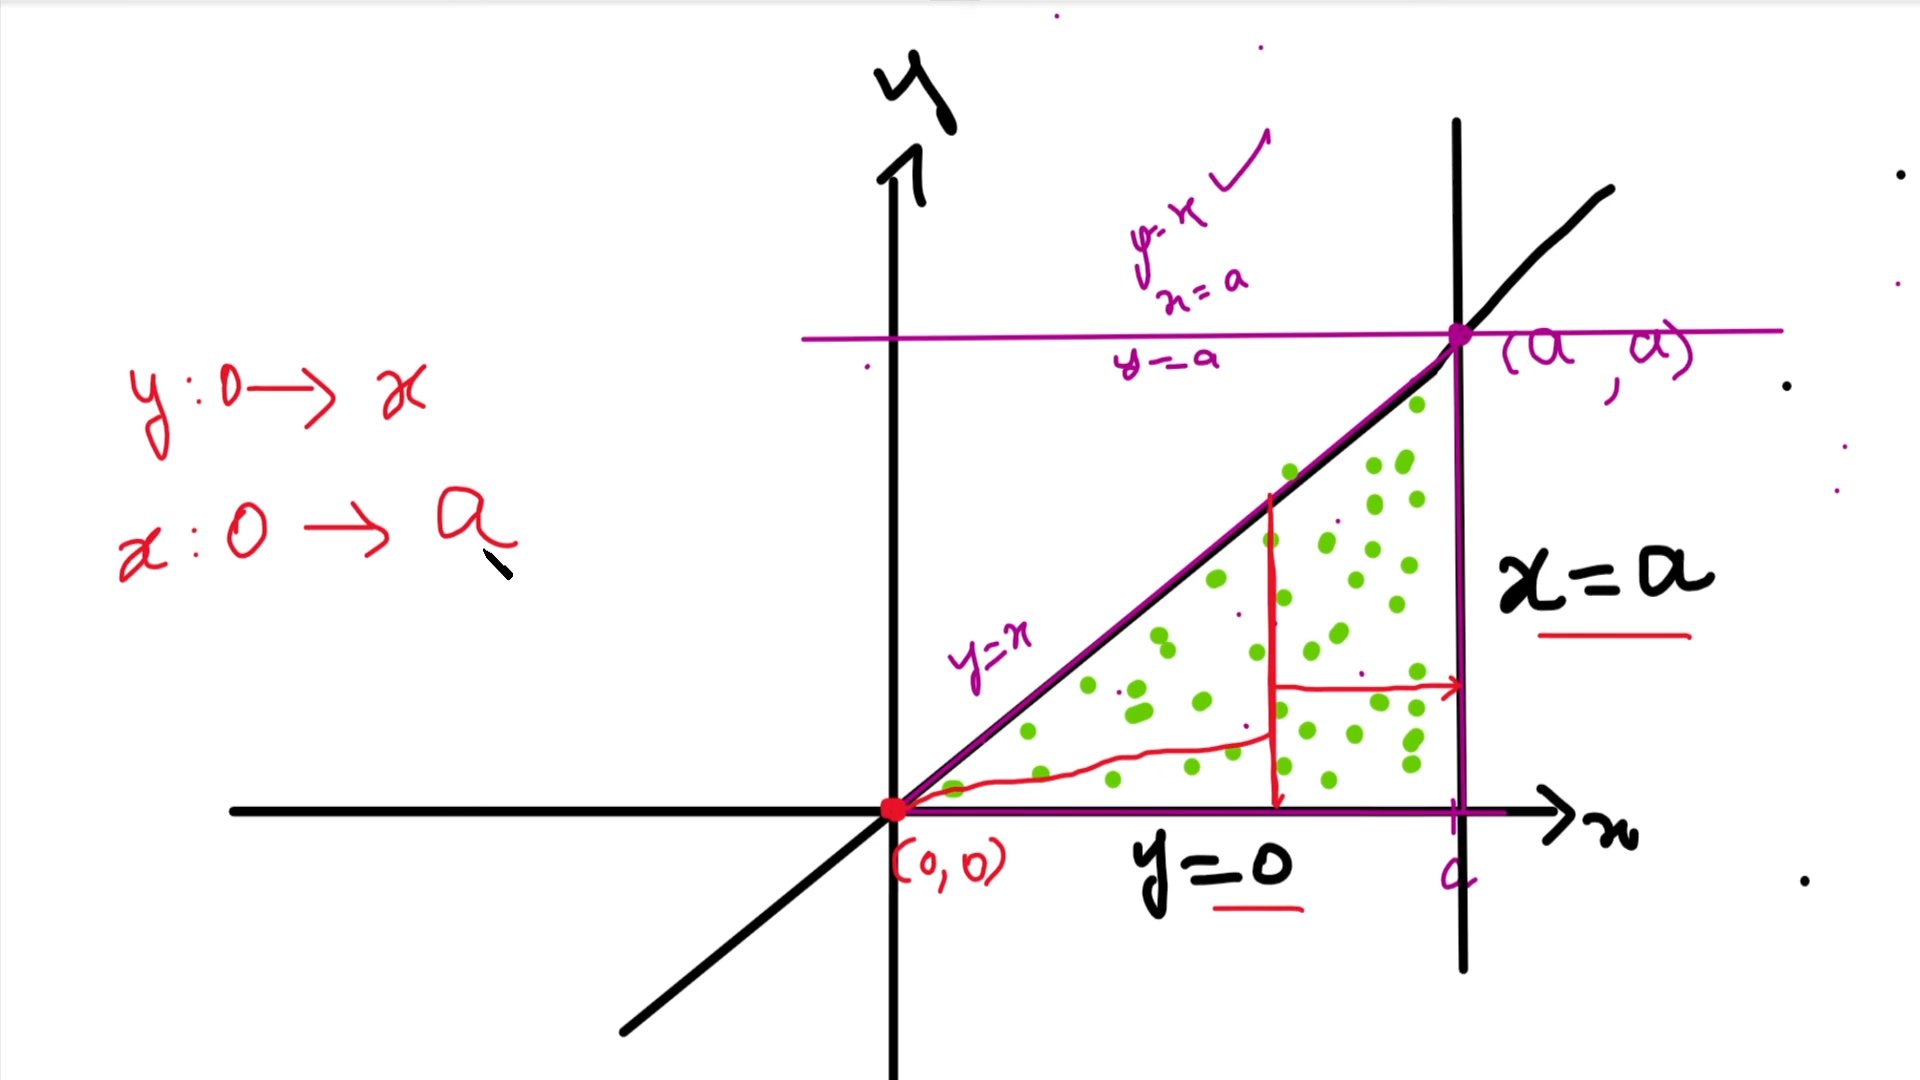 y
y=x
x=a
y=a
(a, a)
y : 0 → x
x : 0 → a
x=a
y=x
x
(0,0)
y=0
a